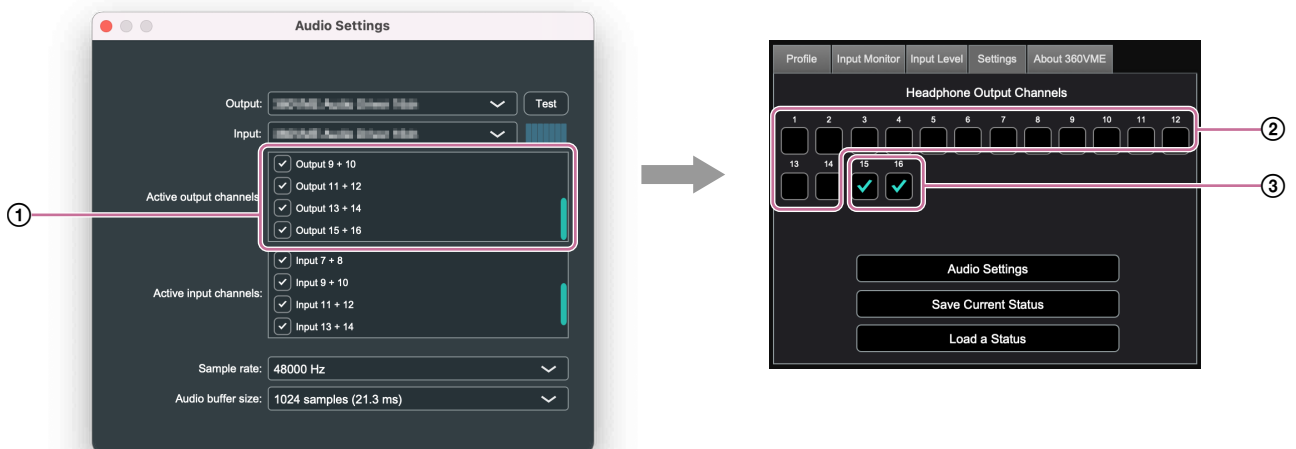 Audio Settings
Output:
Test
Input:
Active output channels
Output 9 + 10
Output 11 + 12
Output 13 + 14
Output 15 + 16
Active input channels:
Input 7 + 8
Input 9 + 10
Input 11 + 12
Input 13 + 14
Sample rate: 48000 Hz
Audio buffer size: 1024 samples (21.3 ms)
1
Profile Input Monitor Input Level Settings About 360VME
Headphone Output Channels
1 2 3 4 5 6 7 8 9 10 11 12
13 14 15 16
Audio Settings
Save Current Status
Load a Status
2
3